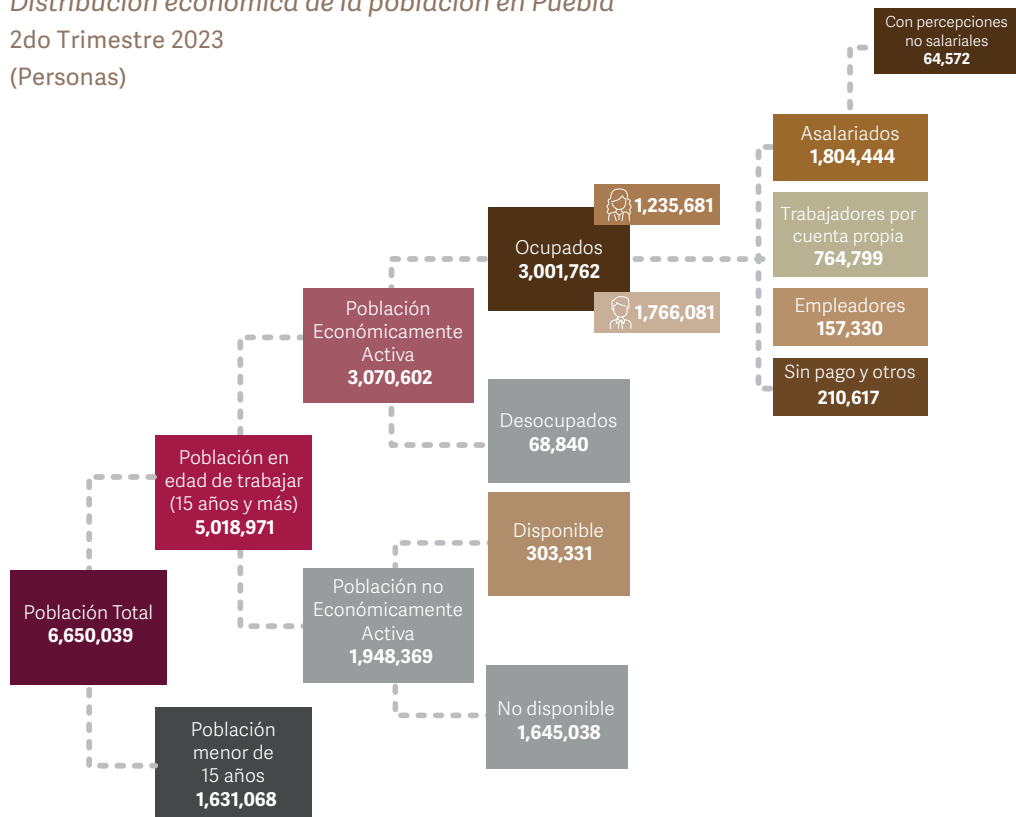 Distribución económica de la población en Puebla
2do Trimestre 2023
(Personas)
Con percepciones
no salariales
64,572
Asalariados
1,804,444
1,235,681
Trabajadores por
cuenta propia
764,799
Ocupados
3,001,762
1,766,081
Empleadores
157,330
Población
Económicamente
Activa
3,070,602
Sin pago y otros
210,617
Desocupados
68,840
Población en
edad de trabajar
(15 años y más)
5,018,971
Disponible
303,331
Población no
Económicamente
Activa
1,948,369
Población Total
6,650,039
No disponible
1,645,038
Población
menor de
15 años
1,631,068